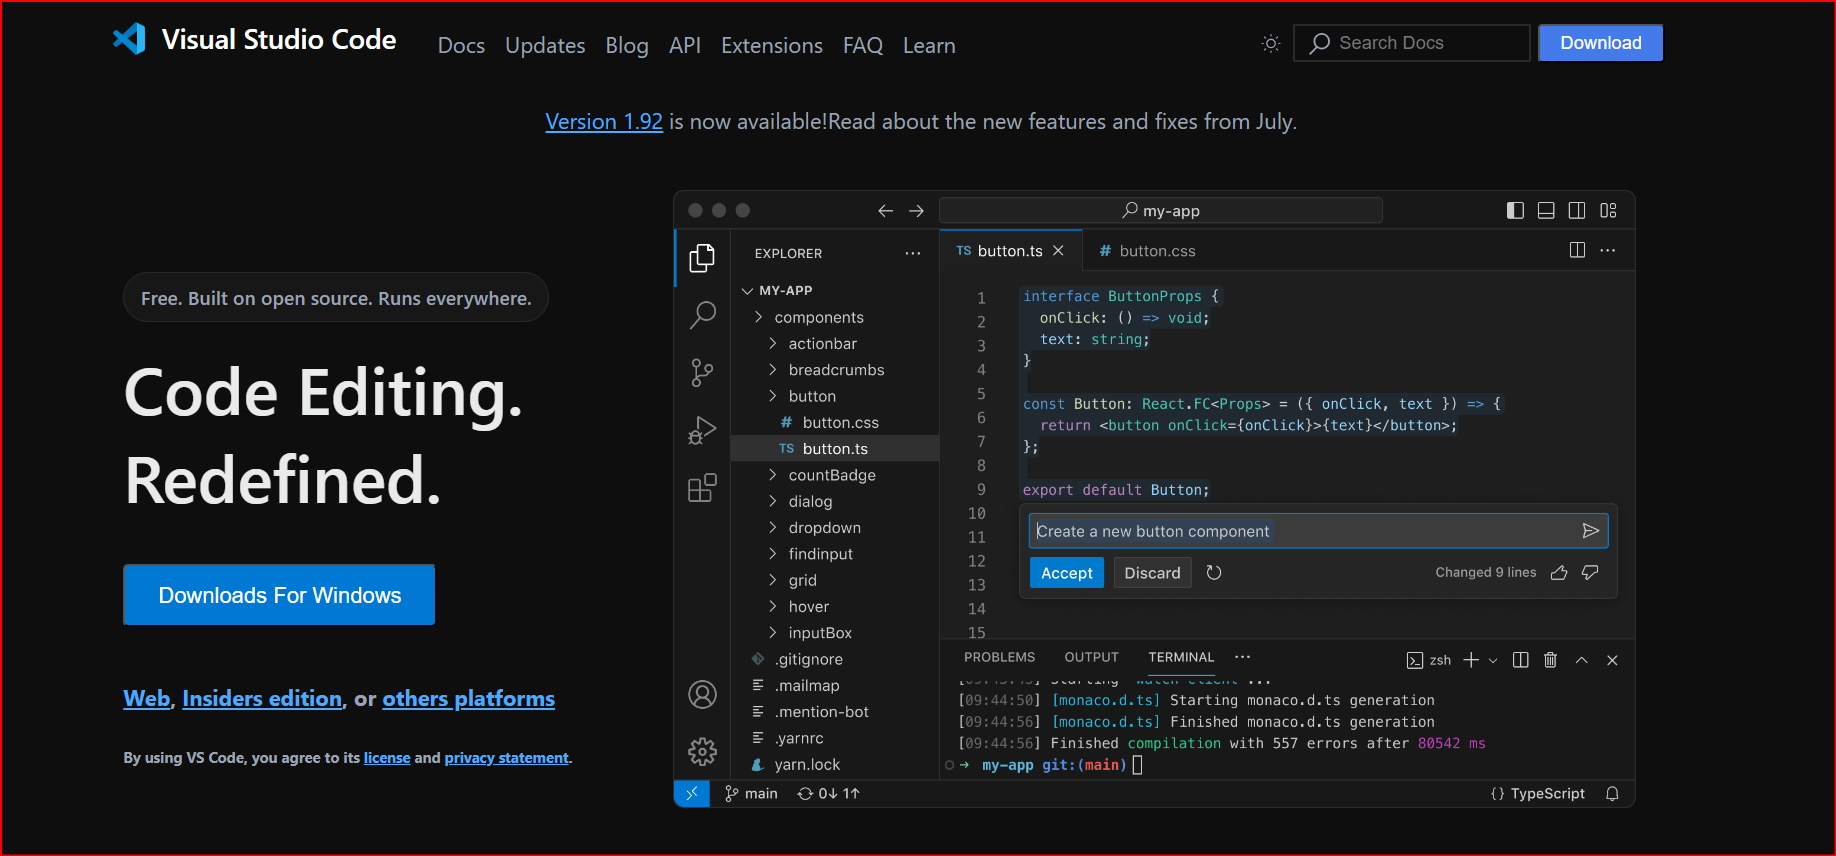 Visual Studio Code
Docs Updates Blog API Extensions FAQ Learn
Search Docs
Download
Version 1.92 is now available!Read about the new features and fixes from July.
Free. Built on open source. Runs everywhere.
Code Editing.
Redefined.
Downloads For Windows
Web, Insiders edition, or others platforms
By using VS Code, you agree to its license and privacy statement.
my-app
EXPLORER
MY-APP
components
actionbar
breadcrumbs
button
# button.css
TS button.ts
countBadge
dialog
dropdown
findinput
grid
hover
inputBox
.gitignore
.mailmap
.mention-bot
.yarnrc
yarn.lock
TS button.ts
# button.css
1 interface ButtonProps {
2 onClick: () => void;
3 text: string;
4 }
5
6 const Button: React.FC<Props> = ({ onClick, text }) => {
7 return <button onClick={onClick}>{text}</button>;
8 };
9 export default Button;
10
11
12
13
14
15
Create a new button component
Accept Discard
Changed 9 lines
PROBLEMS OUTPUT TERMINAL
zsh
[09:44:50] [monaco.d.ts] Starting monaco.d.ts generation
[09:44:56] [monaco.d.ts] Finished monaco.d.ts generation
[09:44:56] Finished compilation with 557 errors after 80542 ms
my-app git:(main)
main 0↓ 1↑
{} TypeScript